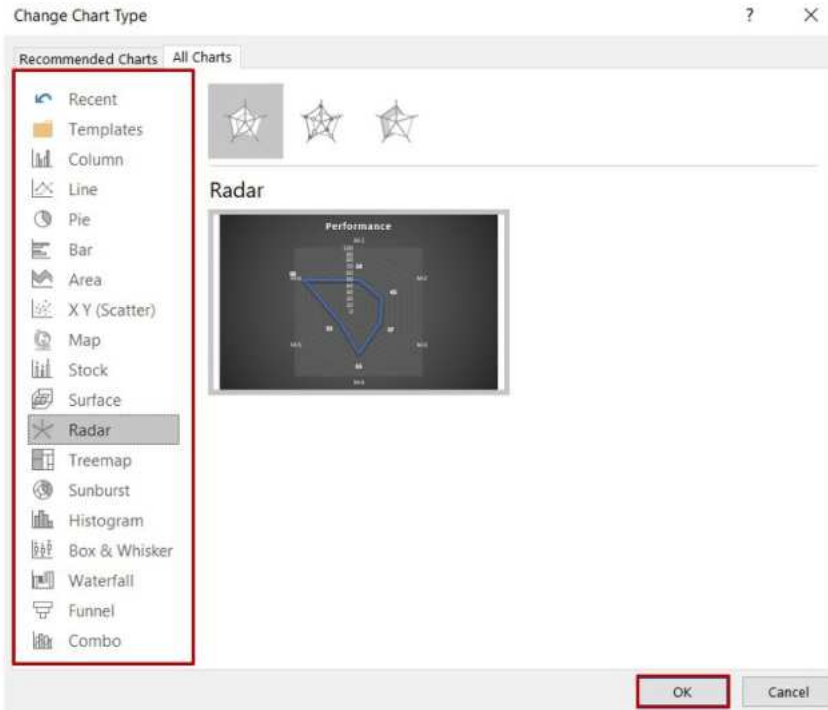 Change Chart Type
?
Recommended Charts
All Charts
Recent
Templates
Column
Line
Pie
Bar
Area
X Y (Scatter)
Map
Stock
Surface
Radar
Treemap
Sunburst
Histogram
Box & Whisker
Waterfall
Funnel
Combo
Radar
Performance
OK
Cancel